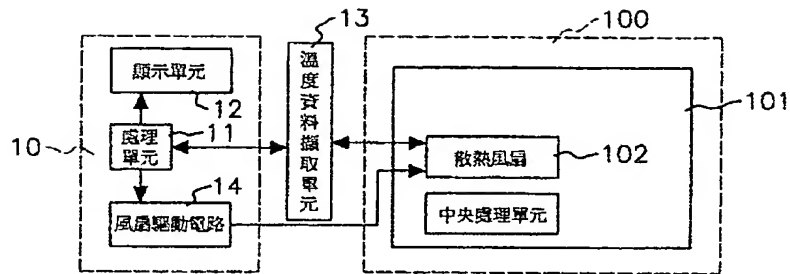 13
100
顯示單元
溫度資料擷取單元
12
101
處理單元
11
10
散熱風扇
102
14
風扇驅動電路
中央處理單元